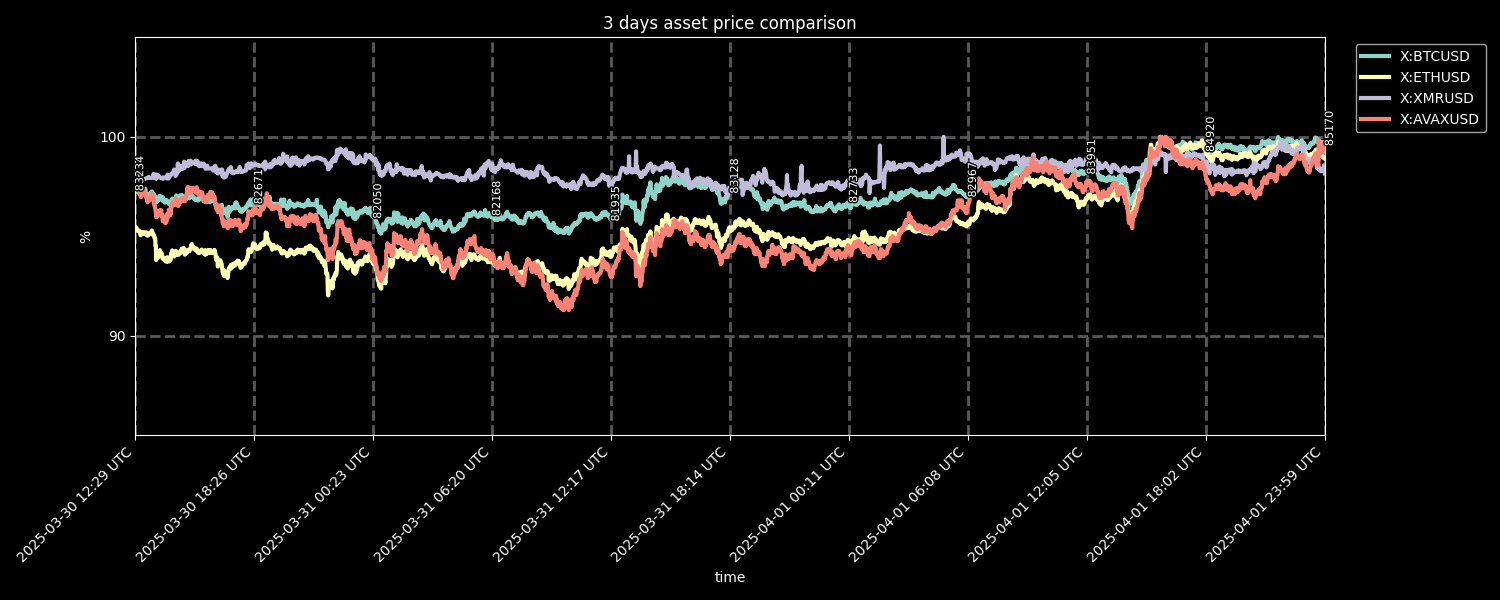 3 days asset price comparison
X:BTCUSD
X:ETHUSD
X:XMRUSD
X:AVAXUSD
100
90
%
83234
82671
82050
82168
81935
83128
82733
82967
83951
84920
85170
2025-03-30 12:29 UTC
2025-03-30 18:26 UTC
2025-03-31 00:23 UTC
2025-03-31 06:20 UTC
2025-03-31 12:17 UTC
2025-03-31 18:14 UTC
2025-04-01 00:11 UTC
2025-04-01 06:08 UTC
2025-04-01 12:05 UTC
2025-04-01 18:02 UTC
2025-04-01 23:59 UTC
time